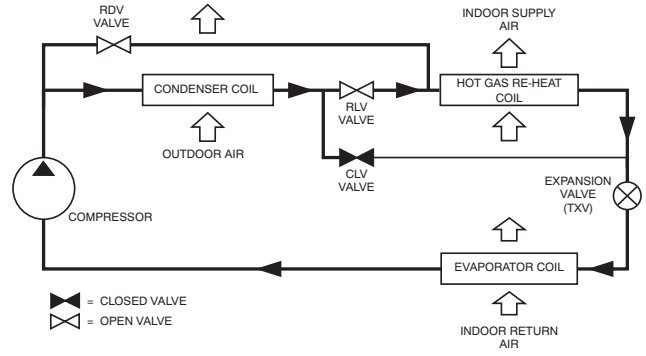 RDV
VALVE
INDOOR SUPPLY
AIR
CONDENSER COIL
HOT GAS RE-HEAT
COIL
RLV
VALVE
OUTDOOR AIR
CLV
VALVE
EXPANSION
VALVE
(TXV)
COMPRESSOR
EVAPORATOR COIL
= CLOSED VALVE
= OPEN VALVE
INDOOR RETURN
AIR